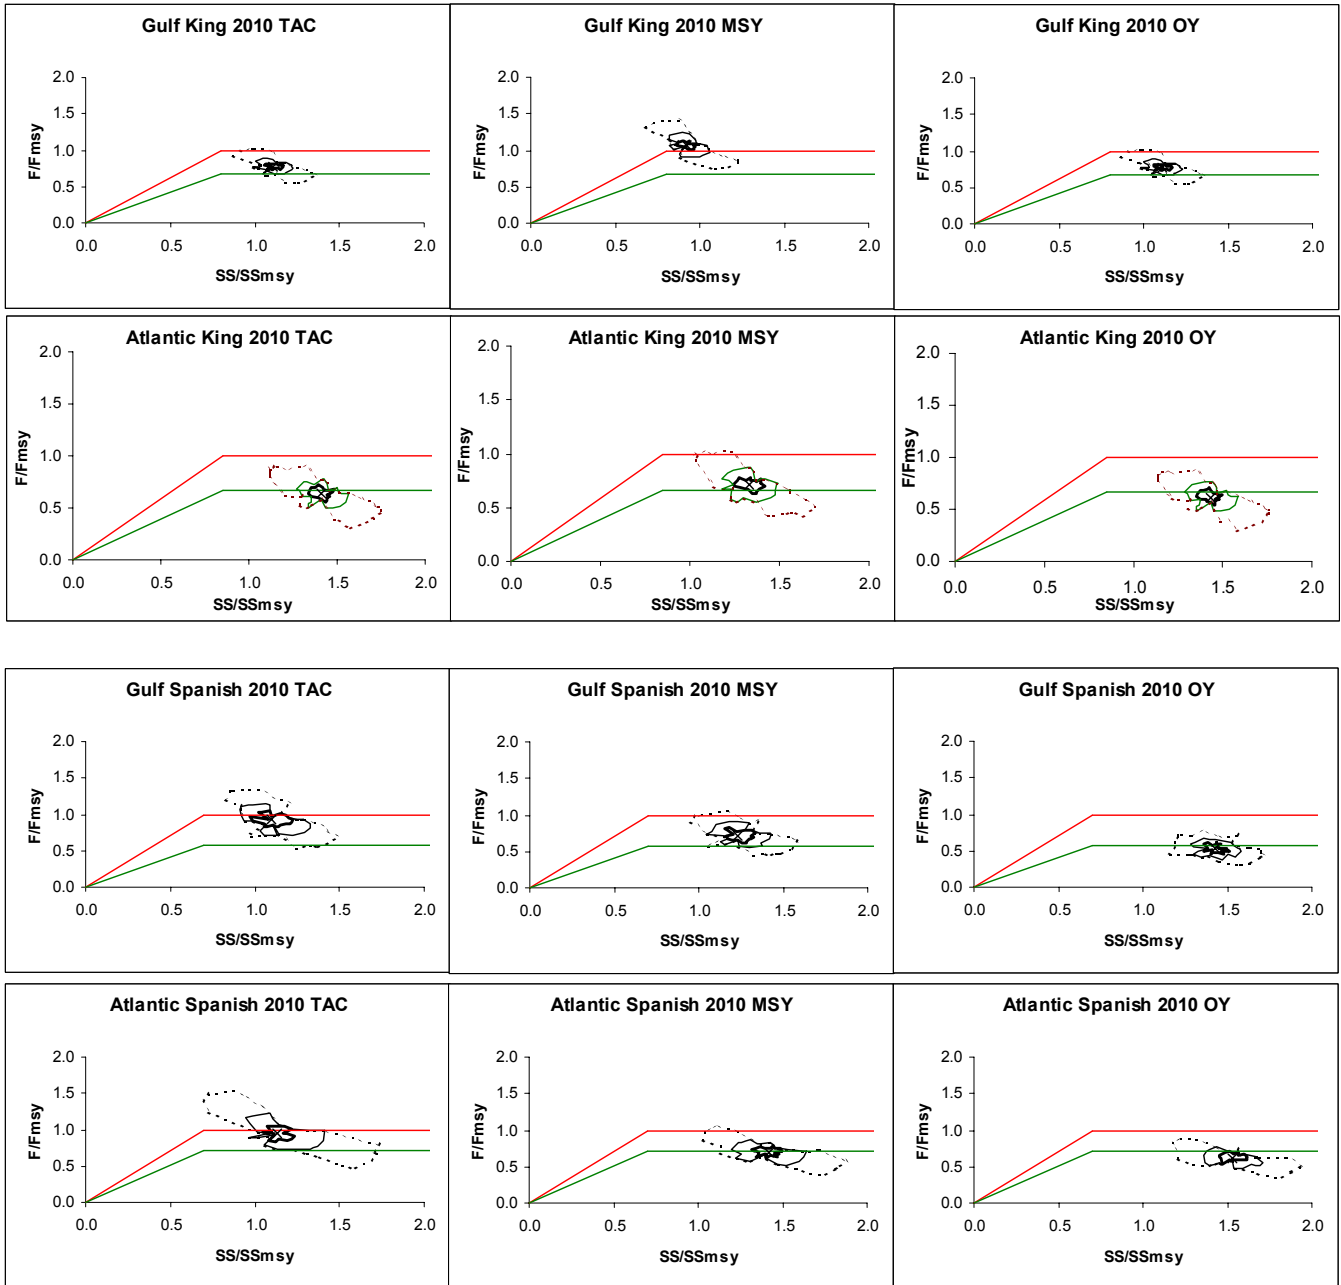 Gulf King 2010 TAC
2.0
1.5
1.0
0.5
0.0
F/Fmsy
0.0 0.5 1.0 1.5 2.0
SS/SSmsy
Gulf King 2010 MSY
2.0
1.5
1.0
0.5
0.0
F/Fmsy
0.0 0.5 1.0 1.5 2.0
SS/SSmsy
Gulf King 2010 OY
2.0
1.5
1.0
0.5
0.0
F/Fmsy
0.0 0.5 1.0 1.5 2.0
SS/SSmsy
Atlantic King 2010 TAC
2.0
1.5
1.0
0.5
0.0
F/Fmsy
0.0 0.5 1.0 1.5 2.0
SS/SSmsy
Atlantic King 2010 MSY
2.0
1.5
1.0
0.5
0.0
F/Fmsy
0.0 0.5 1.0 1.5 2.0
SS/SSmsy
Atlantic King 2010 OY
2.0
1.5
1.0
0.5
0.0
F/Fmsy
0.0 0.5 1.0 1.5 2.0
SS/SSmsy
Gulf Spanish 2010 TAC
2.0
1.5
1.0
0.5
0.0
F/Fmsy
0.0 0.5 1.0 1.5 2.0
SS/SSmsy
Gulf Spanish 2010 MSY
2.0
1.5
1.0
0.5
0.0
F/Fmsy
0.0 0.5 1.0 1.5 2.0
SS/SSmsy
Gulf Spanish 2010 OY
2.0
1.5
1.0
0.5
0.0
F/Fmsy
0.0 0.5 1.0 1.5 2.0
SS/SSmsy
Atlantic Spanish 2010 TAC
2.0
1.5
1.0
0.5
0.0
F/Fmsy
0.0 0.5 1.0 1.5 2.0
SS/SSmsy
Atlantic Spanish 2010 MSY
2.0
1.5
1.0
0.5
0.0
F/Fmsy
0.0 0.5 1.0 1.5 2.0
SS/SSmsy
Atlantic Spanish 2010 OY
2.0
1.5
1.0
0.5
0.0
F/Fmsy
0.0 0.5 1.0 1.5 2.0
SS/SSmsy